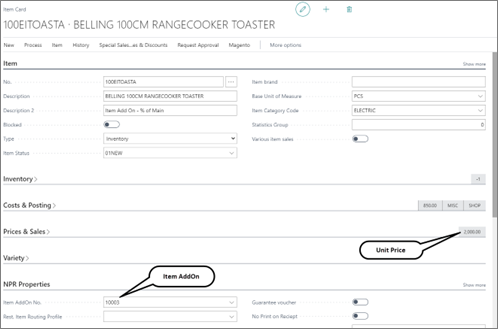 Item Card
100EITOASTA · BELLING 100CM RANGECOOKER TOASTER
New Process Item History Special Sales...es & Discounts Request Approval Magento More options
Item Show more
No. 100EITOASTA Item brand
Description BELLING 100CM RANGECOOKER TOASTER Base Unit of Measure PCS
Description 2 Item Add On - % of Main Item Category Code ELECTRIC
Blocked Statistics Group 0
Type Inventory Various item sales
Item Status 01NEW
Inventory > -1
Costs & Posting > 890.00 MISC SHOP
Prices & Sales > 2,000.00
Unit Price
Variety >
Item AddOn
NPR Properties Show more
Item AddOn No. 10005 Guarantee voucher
Rest. Item Routing Profile No Print on Reciept